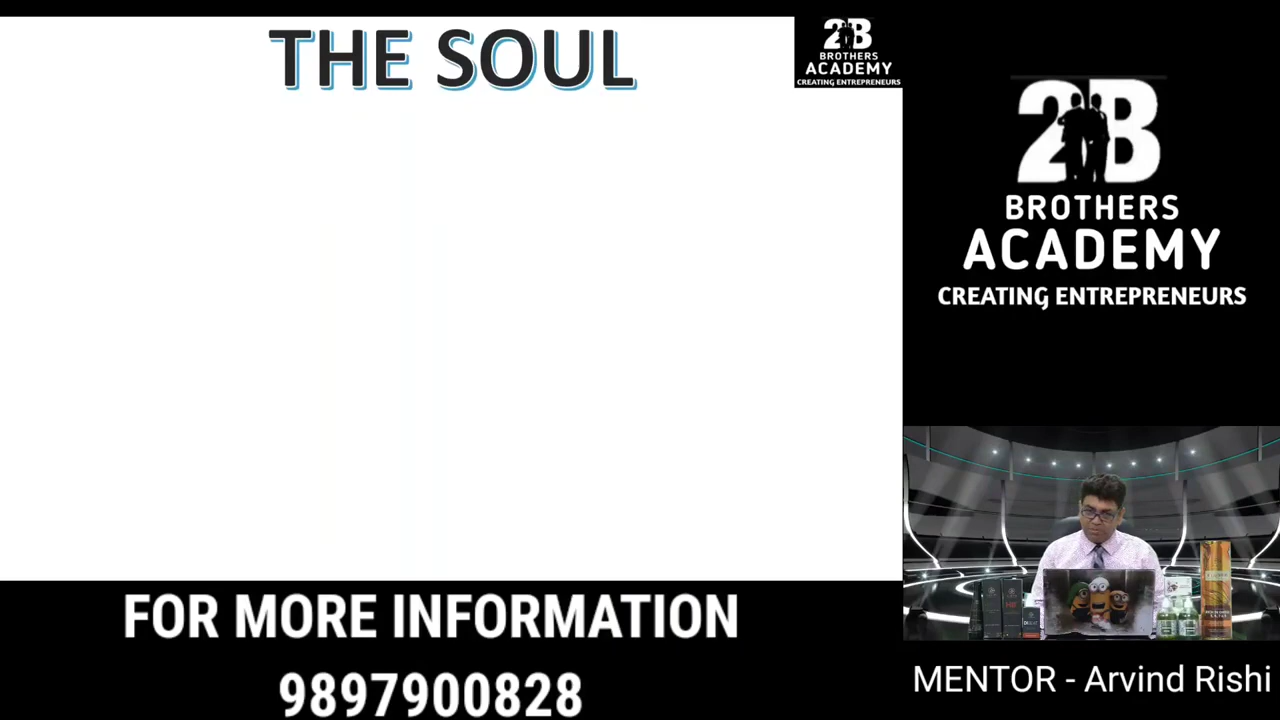 THE SOUL
2B
BROTHERS
ACADEMY
CREATING ENTREPRENEURS
2B
BROTHERS
ACADEMY
CREATING ENTREPRENEURS
FOR MORE INFORMATION
9897900828
MENTOR - Arvind Rishi